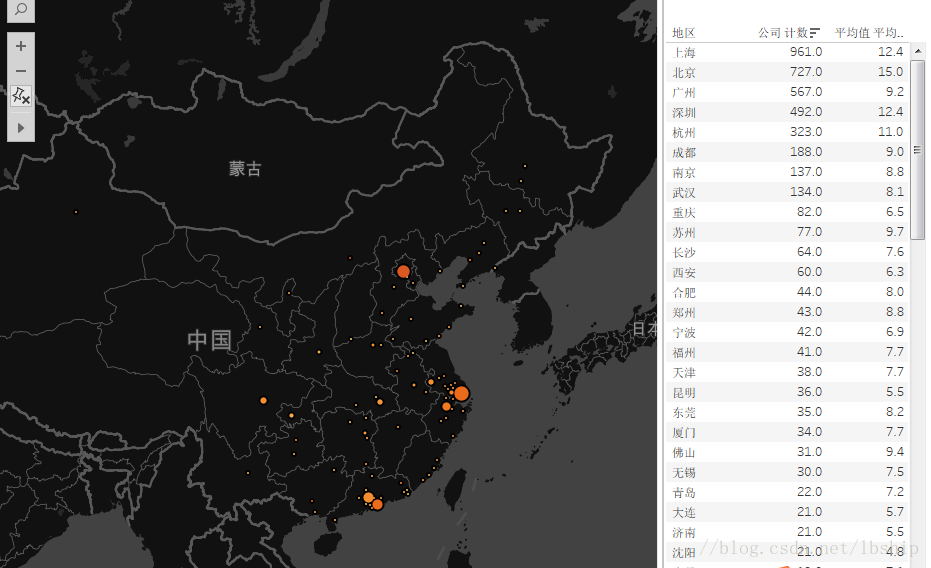 蒙古
中国
日本
地区 公司 计数 平均值 平均..
上海 961.0 12.4
北京 727.0 15.0
广州 567.0 9.2
深圳 492.0 12.4
杭州 323.0 11.0
成都 188.0 9.0
南京 137.0 8.8
武汉 134.0 8.1
重庆 82.0 6.5
苏州 77.0 9.7
长沙 64.0 7.6
西安 60.0 6.3
合肥 44.0 8.0
郑州 43.0 8.8
宁波 42.0 6.9
福州 41.0 7.7
天津 38.0 7.7
昆明 36.0 5.5
东莞 35.0 8.2
厦门 34.0 7.7
佛山 31.0 9.4
无锡 30.0 7.5
青岛 22.0 7.2
大连 21.0 5.7
济南 21.0 5.5
沈阳 21.0 4.8
//blog.csdn.net/lbship